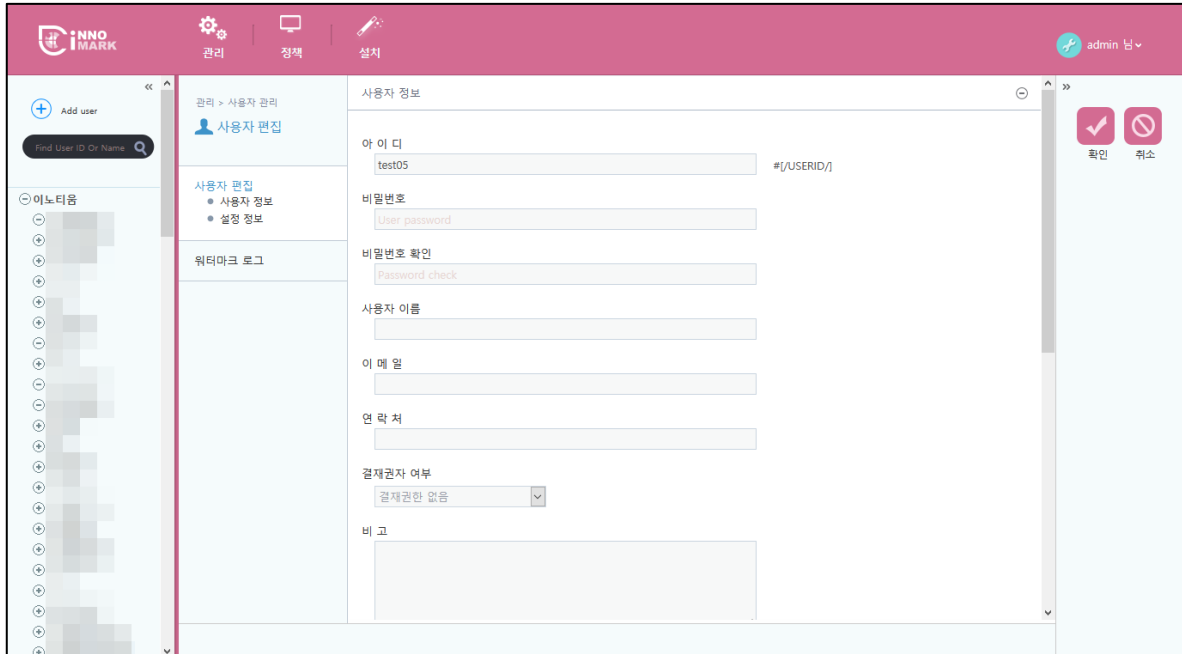 INNO
MARK
관리
정책
설치
admin 님
Add user
Find User ID Or Name
이노티움
관리 > 사용자 관리
사용자 편집
사용자 편집
사용자 정보
설정 정보
워터마크 로그
사용자 정보
아 이 디
test05 #[/USERID/]
비밀번호
User password
비밀번호 확인
Password check
사용자 이름
이 메 일
연 락 처
결재권자 여부
결재권한 없음
비 고
확인
취소